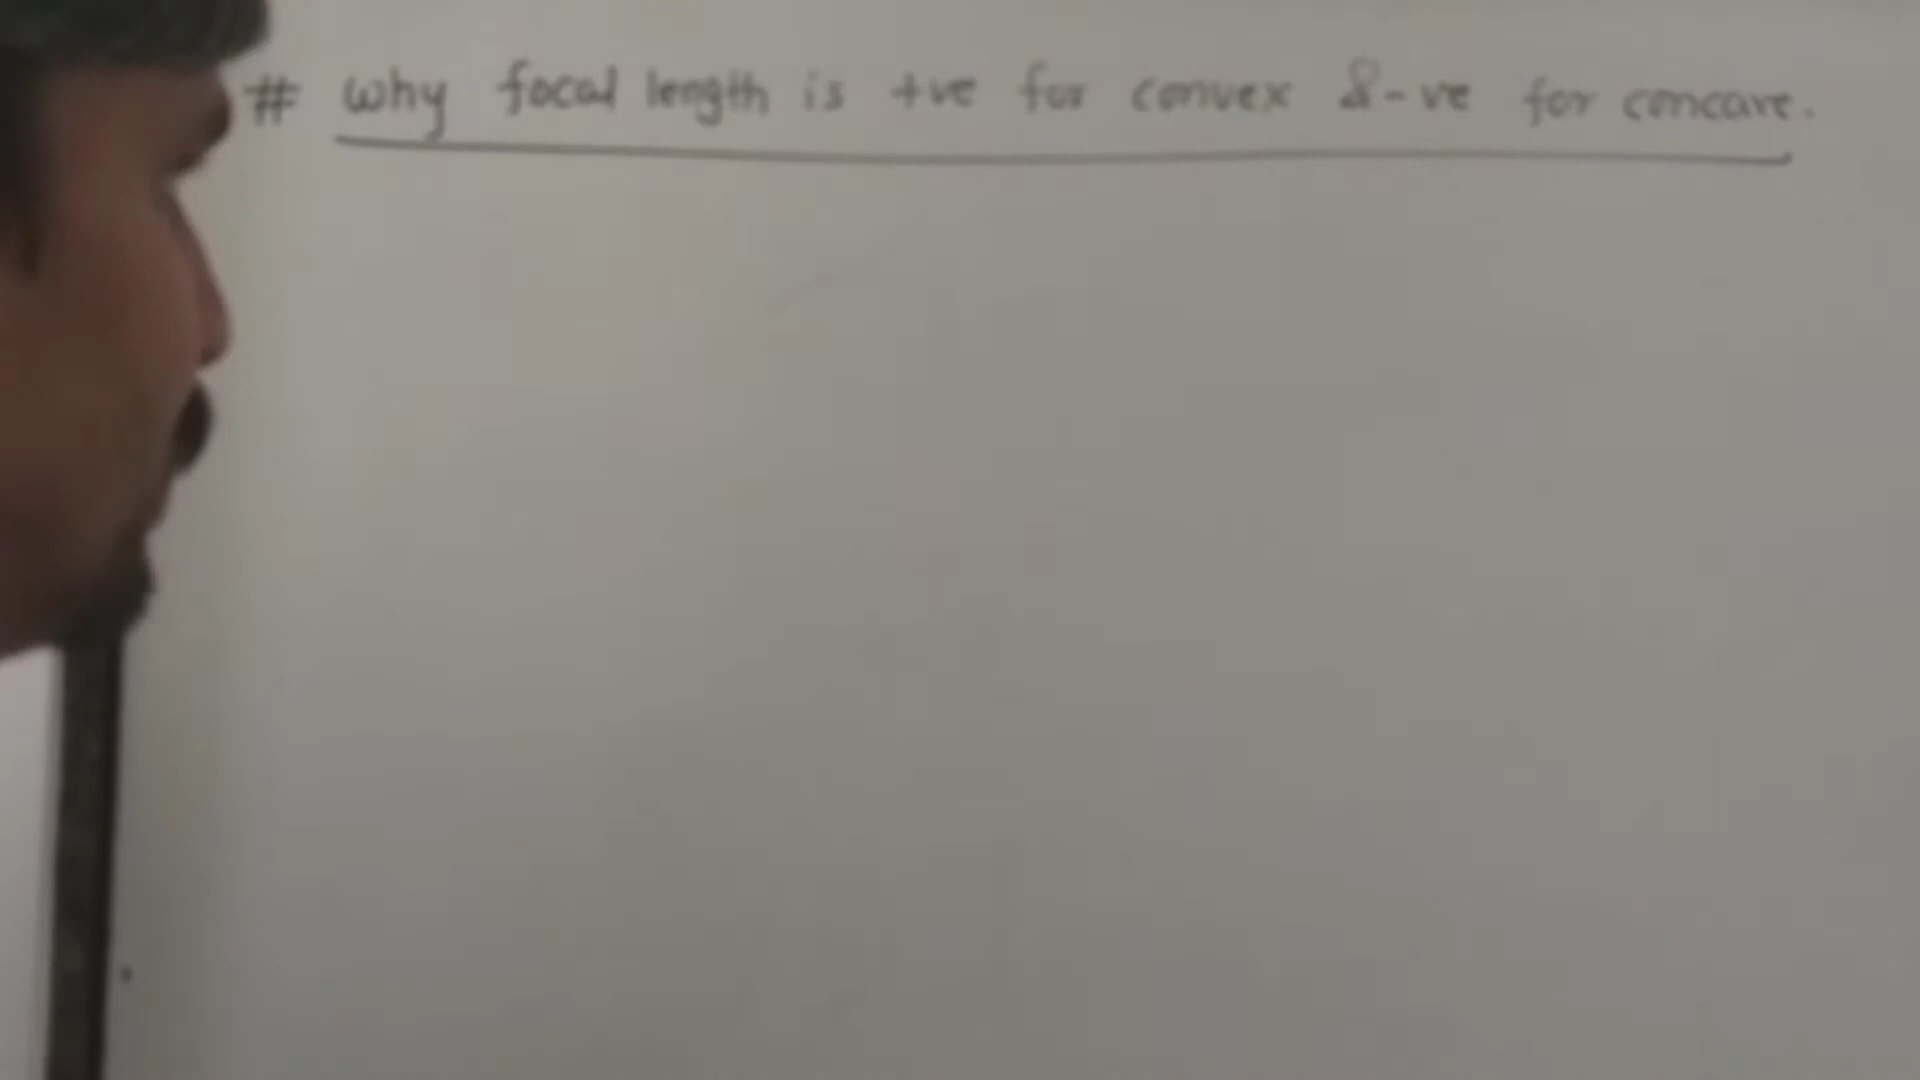 # why focal length is +ve for convex & -ve for concave.